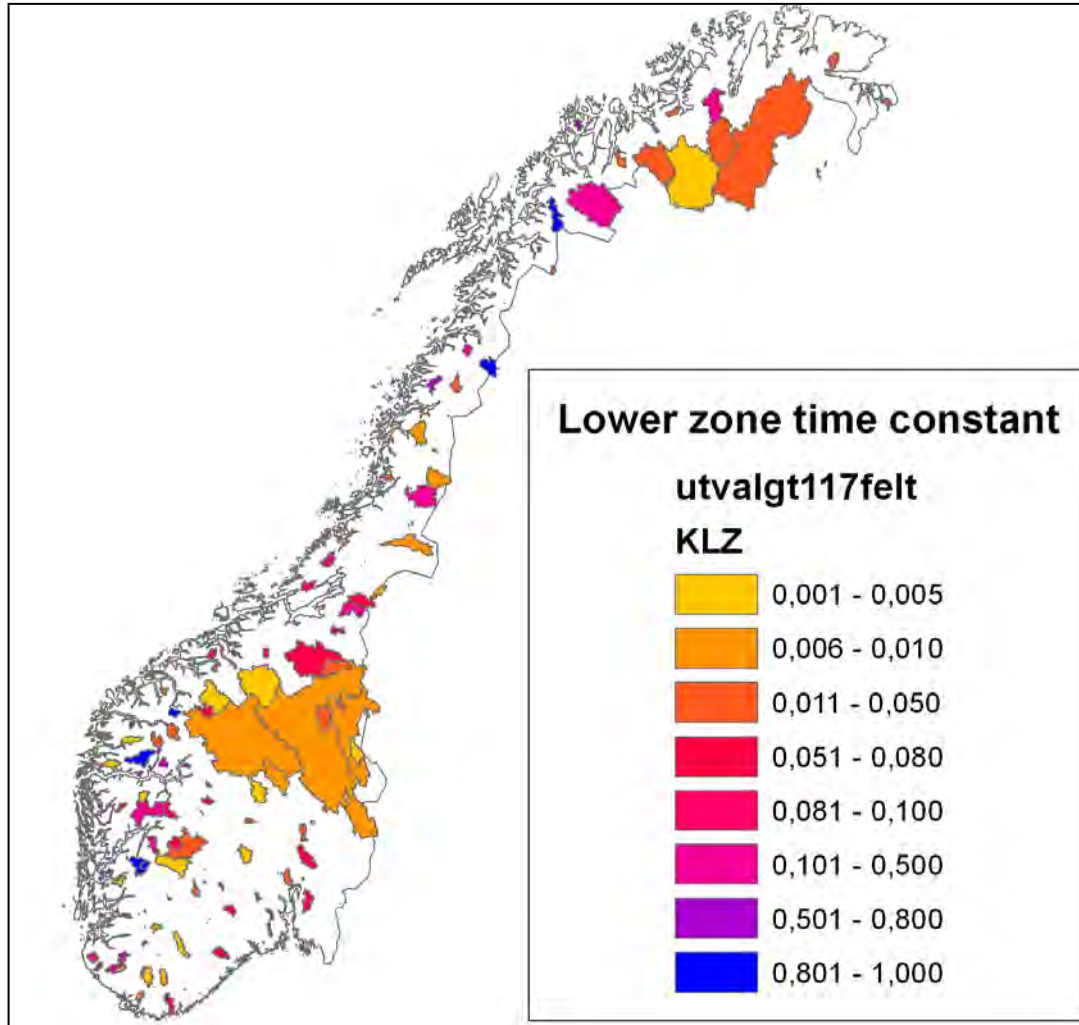 Lower zone time constant
utvalgt117felt
KLZ
0,001 - 0,005
0,006 - 0,010
0,011 - 0,050
0,051 - 0,080
0,081 - 0,100
0,101 - 0,500
0,501 - 0,800
0,801 - 1,000